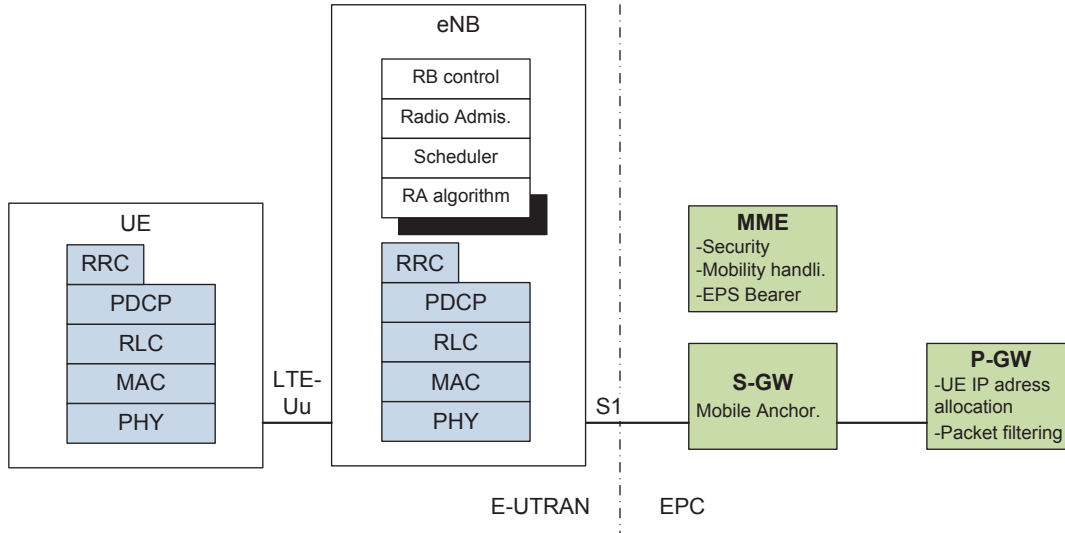 eNB
RB control
Radio Admis.
Scheduler
RA algorithm
UE
RRC
PDCP
RLC
MAC
PHY
LTE-
Uu
RRC
PDCP
RLC
MAC
PHY
S1
MME
-Security
-Mobility handli.
-EPS Bearer
S-GW
Mobile Anchor.
P-GW
-UE IP adress
allocation
-Packet filtering
E-UTRAN
EPC